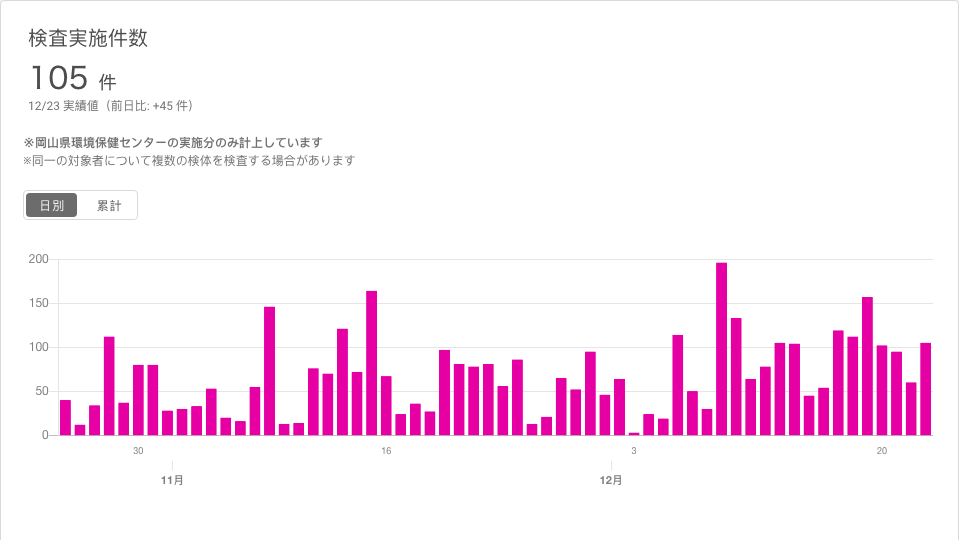 検査実施件数
105 件
12/23 実績値（前日比: +45 件）
※岡山県環境保健センターの実施分のみ計上しています
※同一の対象者について複数の検体を検査する場合があります
日別 累計
200
150
100
50
0
30 16 3 20
11月 12月